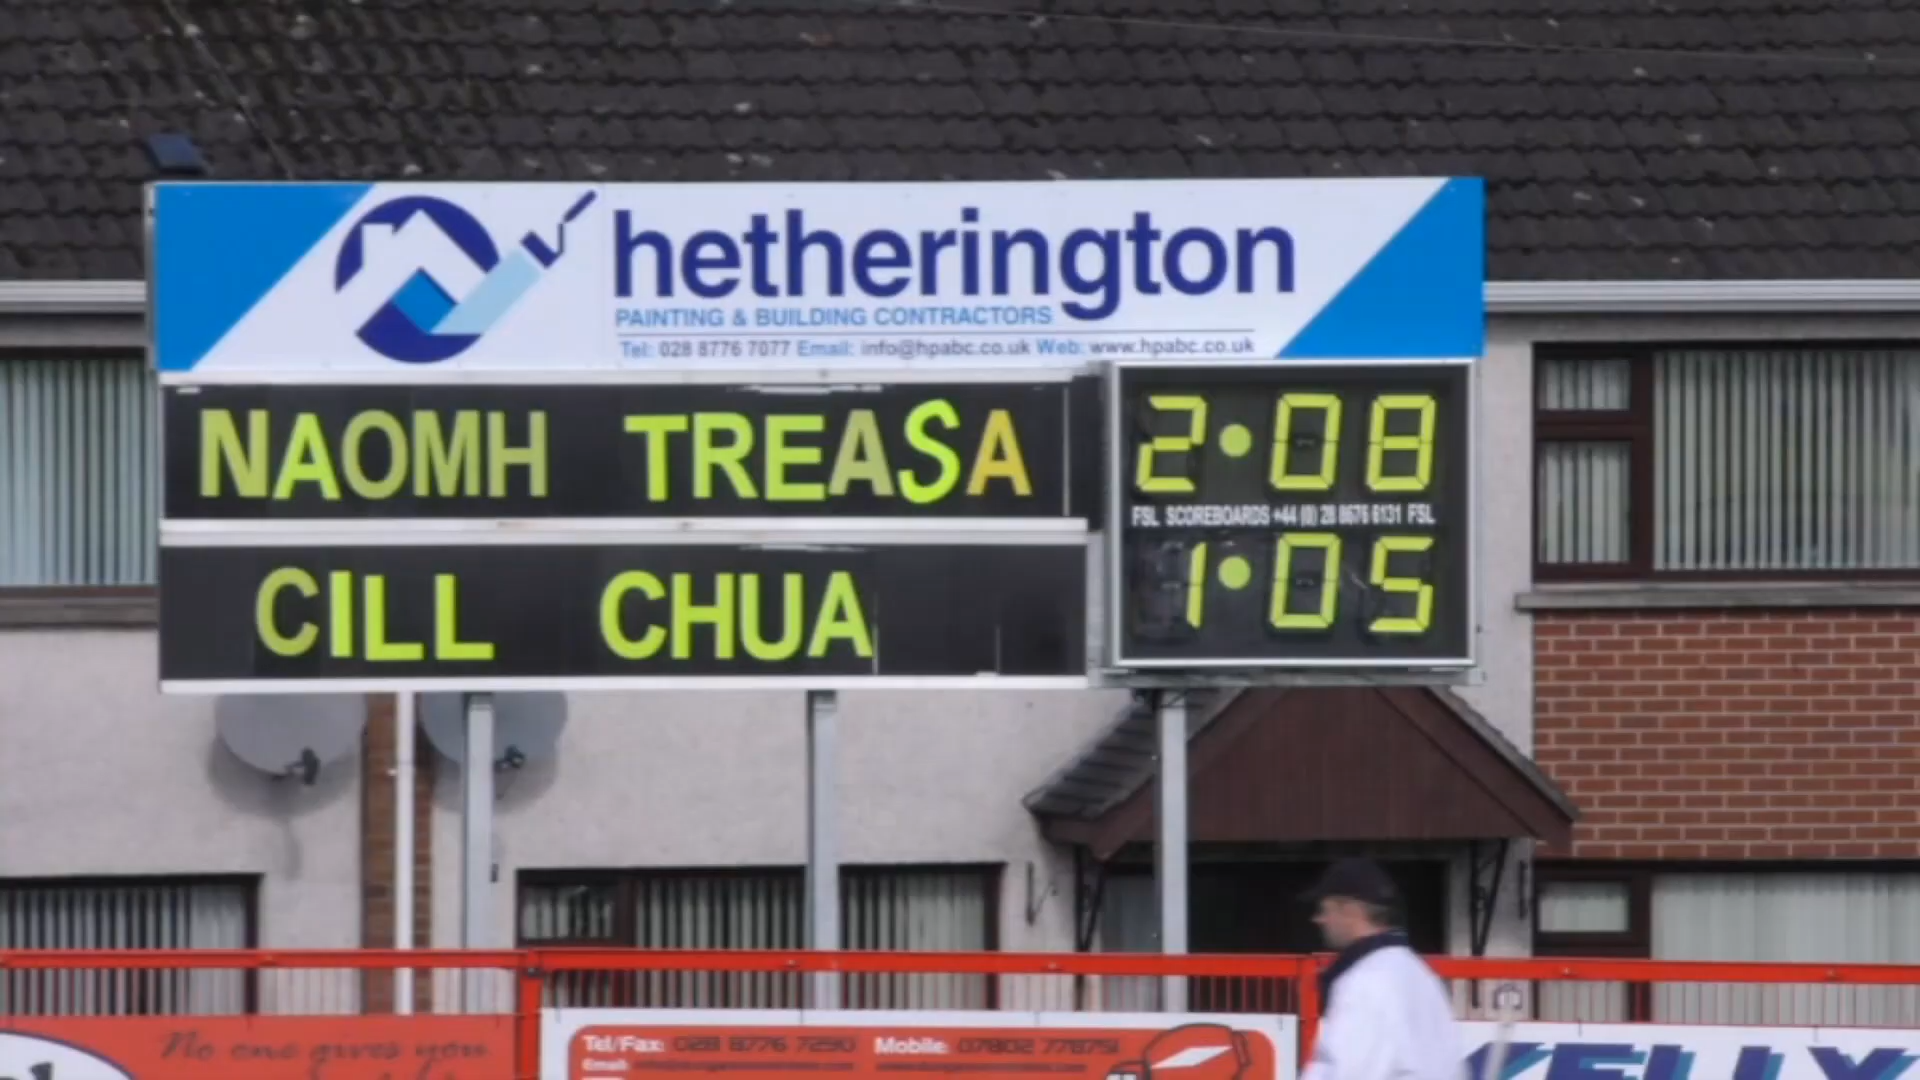 hetherington
PAINTING & BUILDING CONTRACTORS
Tel: 028 8776 7077 Email: info@hpabc.co.uk Web: www.hpabc.co.uk
NAOMH TREASA 2·08
FSL SCOREBOARDS +44 (0) 28 8676 6131 FSL
CILL CHUA 1·05
No one gives you
Tel/Fax: 028 8776 7290 Mobile:
Email:
KELLY